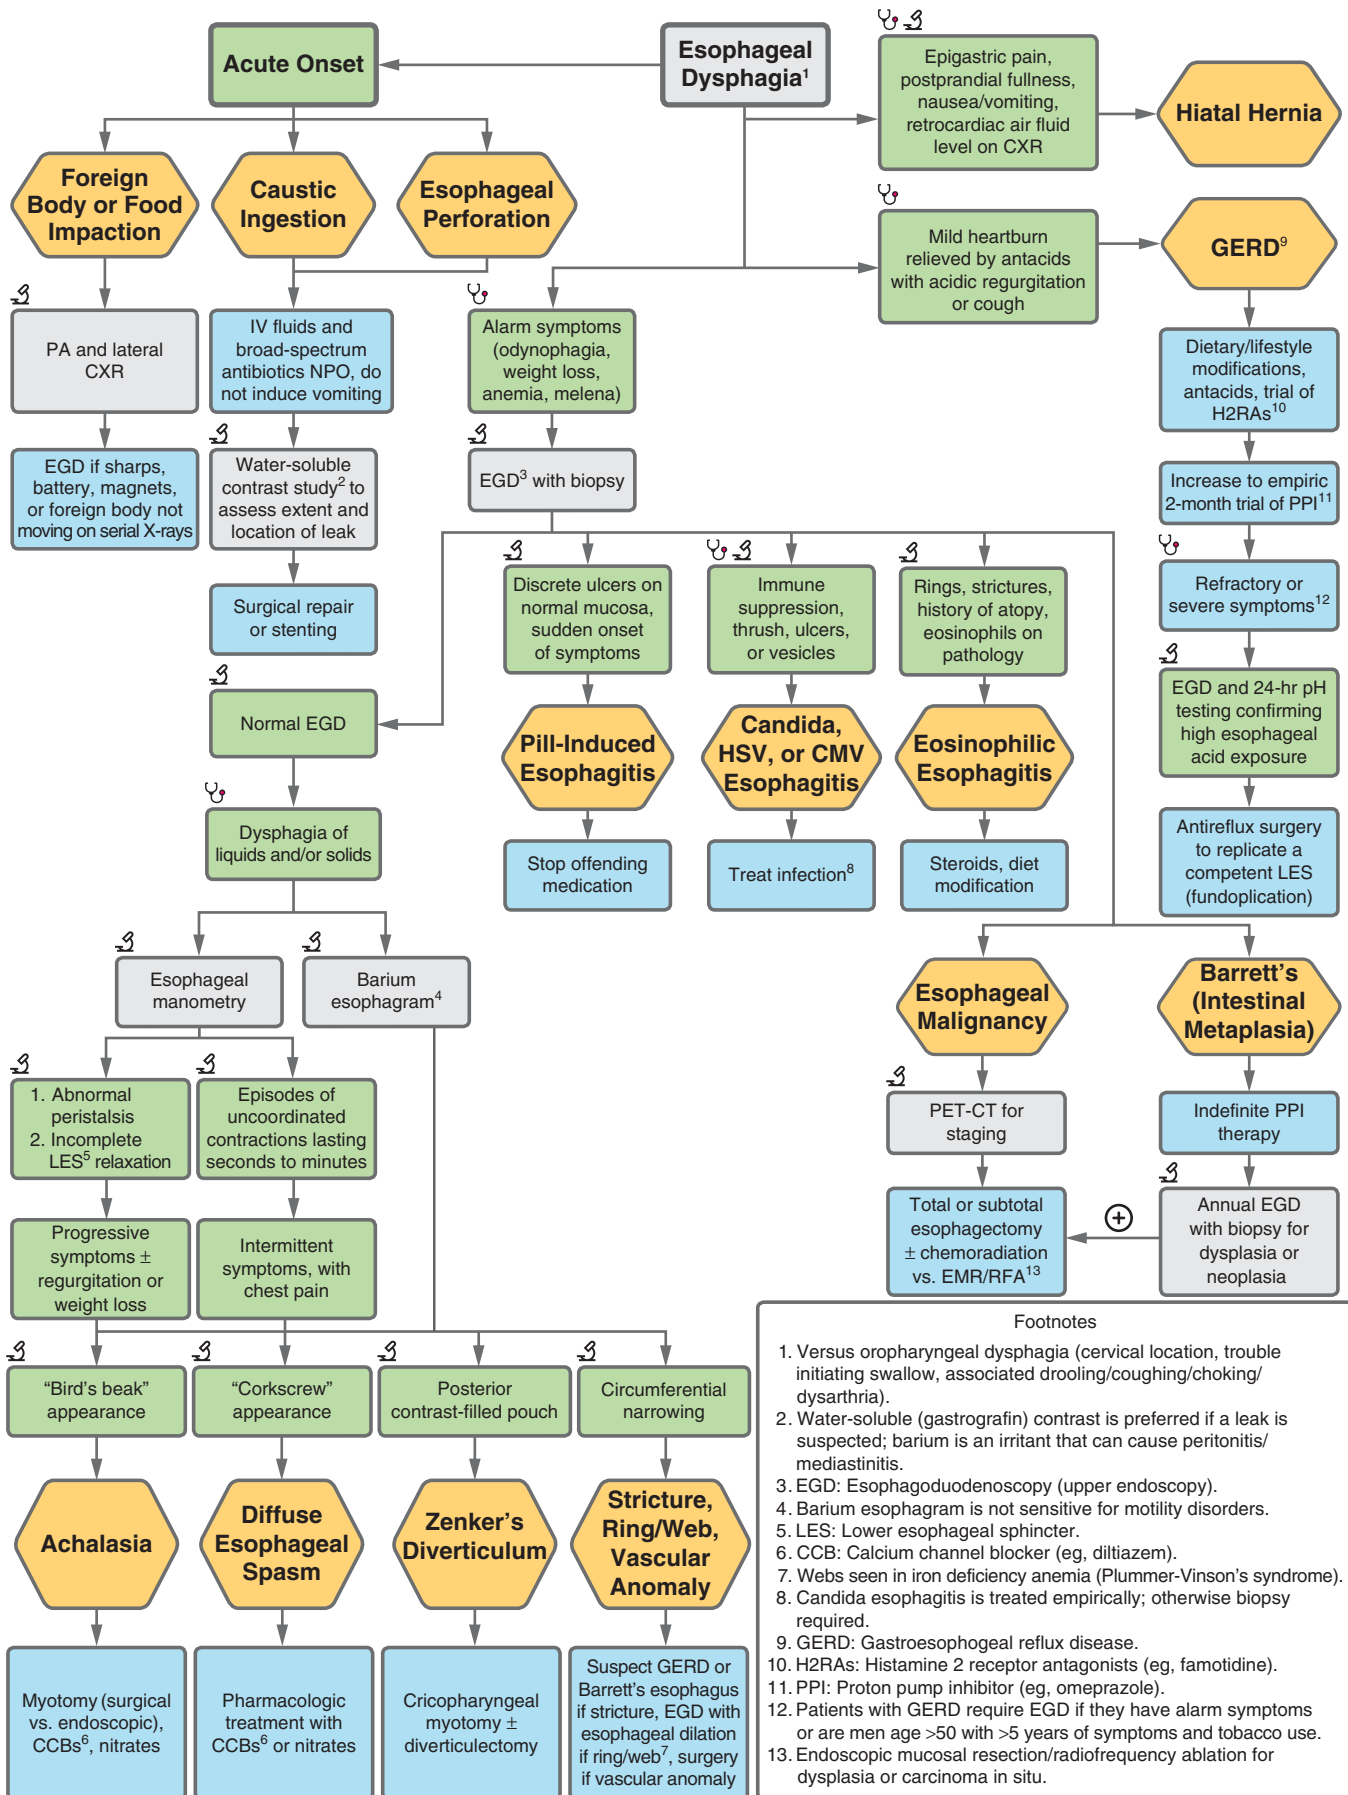 Acute Onset
Esophageal
Dysphagia1
Epigastric pain,
postprandial fullness,
nausea/vomiting,
retrocardiac air fluid
level on CXR
Hiatal Hernia
Foreign
Body or Food
Impaction
Caustic
Ingestion
Esophageal
Perforation
Mild heartburn
relieved by antacids
with acidic regurgitation
or cough
GERD9
PA and lateral
CXR
IV fluids and
broad-spectrum
antibiotics NPO, do
not induce vomiting
Alarm symptoms
(odynophagia,
weight loss,
anemia, melena)
Dietary/lifestyle
modifications,
antacids, trial of
H2RAs10
EGD if sharps,
battery, magnets,
or foreign body not
moving on serial X-rays
Water-soluble
contrast study2 to
assess extent and
location of leak
EGD3 with biopsy
Increase to empiric
2-month trial of PPI11
Surgical repair
or stenting
Discrete ulcers on
normal mucosa,
sudden onset
of symptoms
Immune
suppression,
thrush, ulcers,
or vesicles
Rings, strictures,
history of atopy,
eosinophils on
pathology
Refractory or
severe symptoms12
Normal EGD
Pill-Induced
Esophagitis
Candida,
HSV, or CMV
Esophagitis
Eosinophilic
Esophagitis
EGD and 24-hr pH
testing confirming
high esophageal
acid exposure
Dysphagia of
liquids and/or solids
Stop offending
medication
Treat infection8
Steroids, diet
modification
Antireflux surgery
to replicate a
competent LES
(fundoplication)
Esophageal
manometry
Barium
esophagram4
Esophageal
Malignancy
Barrett's
(Intestinal
Metaplasia)
1. Abnormal
peristalsis
2. Incomplete
LES5 relaxation
Episodes of
uncoordinated
contractions lasting
seconds to minutes
PET-CT for
staging
Indefinite PPI
therapy
Progressive
symptoms ±
regurgitation or
weight loss
Intermittent
symptoms, with
chest pain
Total or subtotal
esophagectomy
± chemoradiation
vs. EMR/RFA13
+
Annual EGD
with biopsy for
dysplasia or
neoplasia
“Bird's beak”
appearance
“Corkscrew”
appearance
Posterior
contrast-filled pouch
Circumferential
narrowing
Achalasia
Diffuse
Esophageal
Spasm
Zenker's
Diverticulum
Stricture,
Ring/Web,
Vascular
Anomaly
Myotomy (surgical
vs. endoscopic),
CCBs6, nitrates
Pharmacologic
treatment with
CCBs6 or nitrates
Cricopharyngeal
myotomy ±
diverticulectomy
Suspect GERD or
Barrett's esophagus
if stricture, EGD with
esophageal dilation
if ring/web7, surgery
if vascular anomaly
Footnotes
1. Versus oropharyngeal dysphagia (cervical location, trouble
initiating swallow, associated drooling/coughing/choking/
dysarthria).
2. Water-soluble (gastrografin) contrast is preferred if a leak is
suspected; barium is an irritant that can cause peritonitis/
mediastinitis.
3. EGD: Esophagoduodenoscopy (upper endoscopy).
4. Barium esophagram is not sensitive for motility disorders.
5. LES: Lower esophageal sphincter.
6. CCB: Calcium channel blocker (eg, diltiazem).
7. Webs seen in iron deficiency anemia (Plummer-Vinson's syndrome).
8. Candida esophagitis is treated empirically; otherwise biopsy
required.
9. GERD: Gastroesophogeal reflux disease.
10. H2RAs: Histamine 2 receptor antagonists (eg, famotidine).
11. PPI: Proton pump inhibitor (eg, omeprazole).
12. Patients with GERD require EGD if they have alarm symptoms
or are men age >50 with >5 years of symptoms and tobacco use.
13. Endoscopic mucosal resection/radiofrequency ablation for
dysplasia or carcinoma in situ.